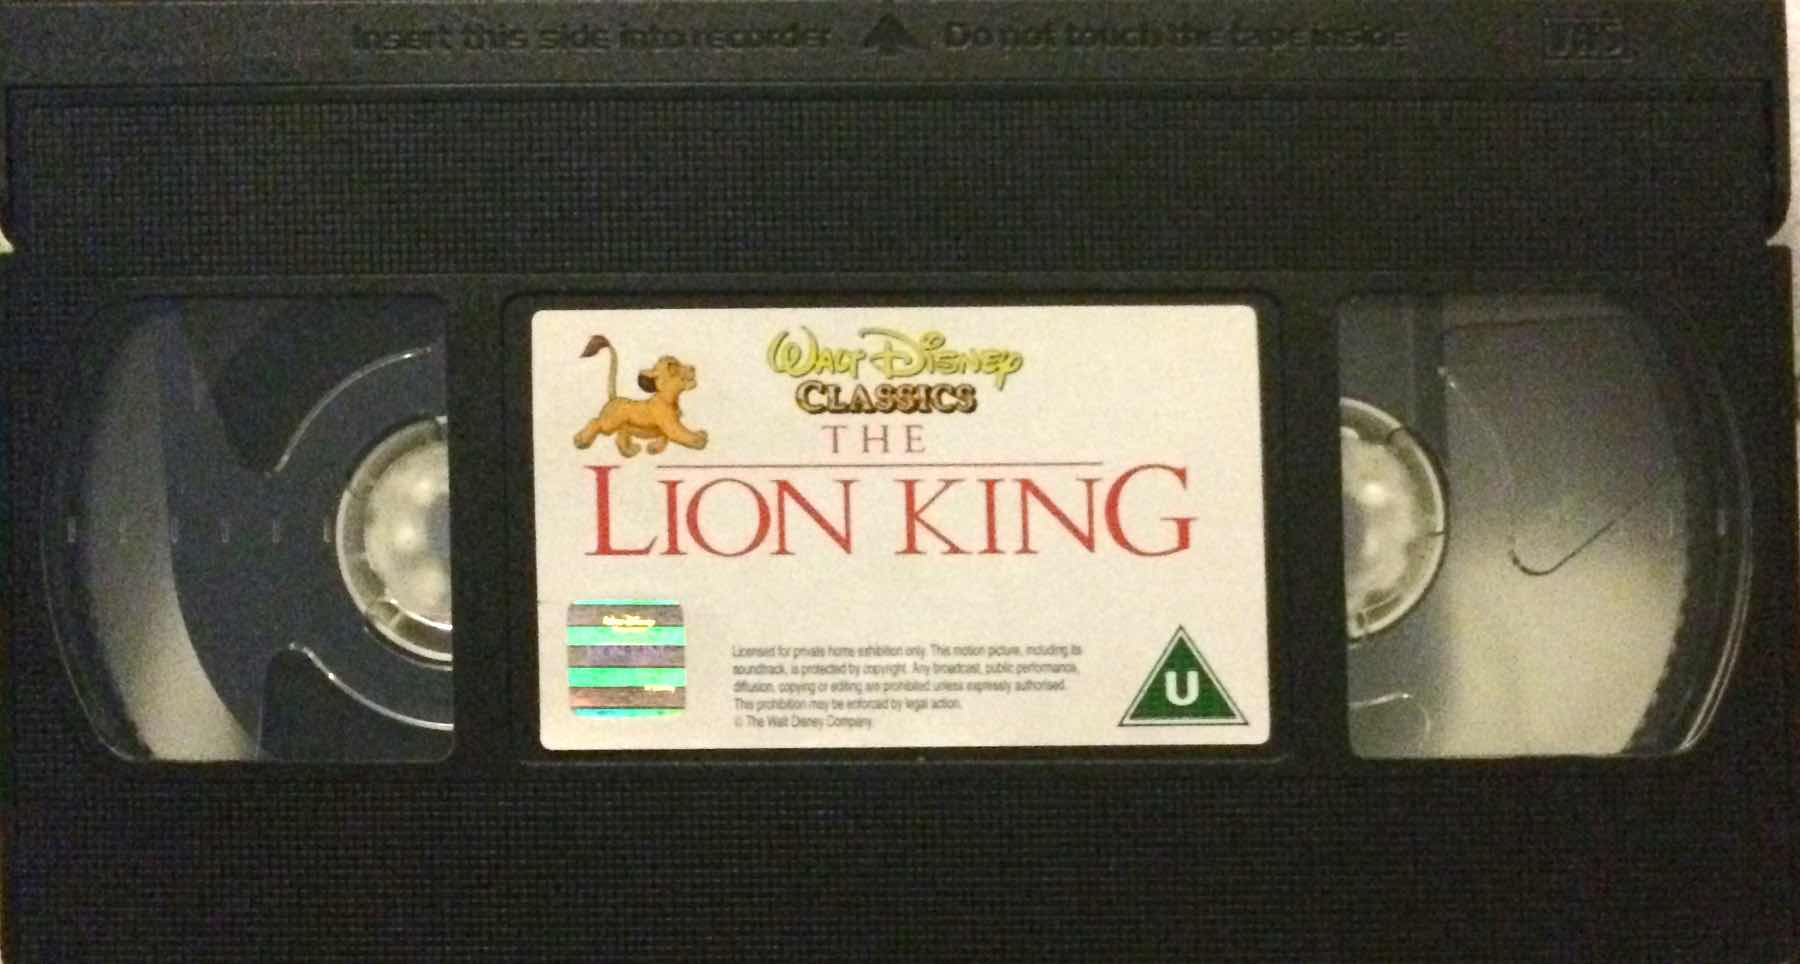 Insert this side into recorder Do not touch the tape inside VHS
WALT DISNEY
CLASSICS
THE
LION KING
Walt Disney
Licensed for private home exhibition only. This motion picture, including its
soundtrack, is protected by copyright. Any broadcast, public performance,
diffusion, copying or editing are prohibited unless expressly authorised.
This prohibition may be enforced by legal action.
© The Walt Disney Company
U